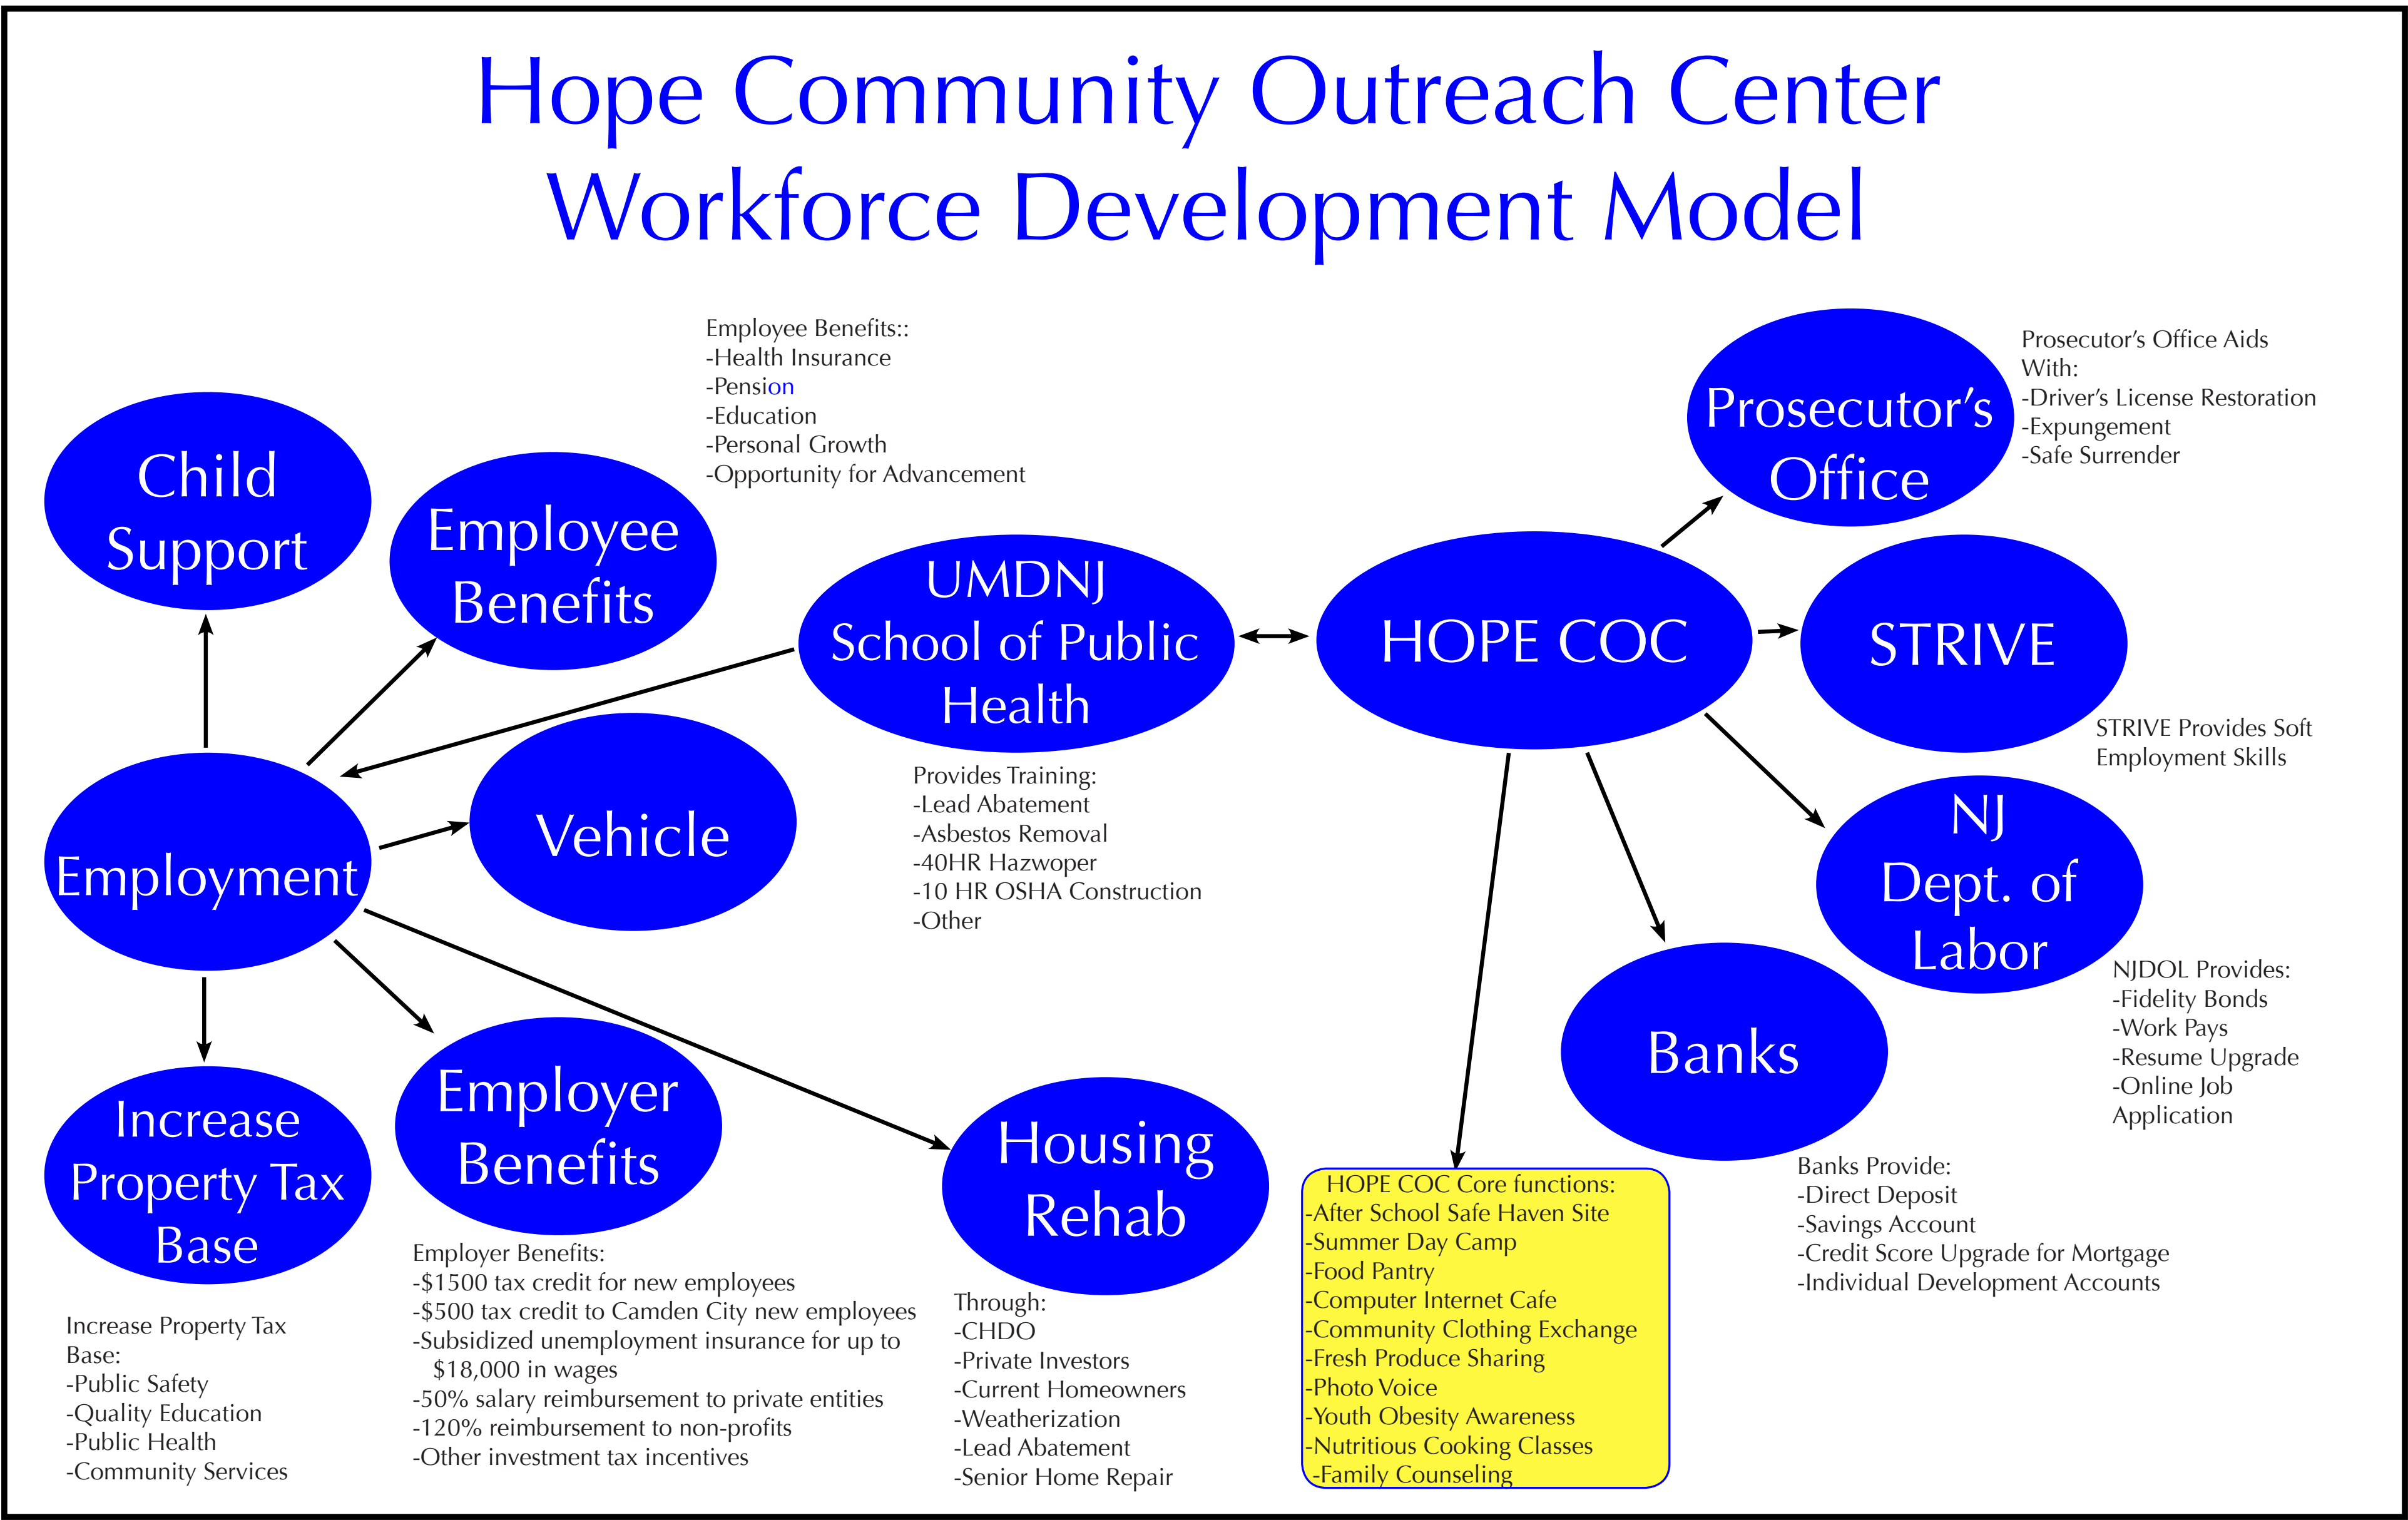 Hope Community Outreach Center
Workforce Development Model
Employee Benefits::
-Health Insurance
-Pension
-Education
-Personal Growth
-Opportunity for Advancement
Prosecutor's Office Aids
With:
-Driver's License Restoration
-Expungement
-Safe Surrender
Prosecutor's
Office
Child
Support
Employee
Benefits
UMDNJ
School of Public
Health
HOPE COC
STRIVE
STRIVE Provides Soft
Employment Skills
Provides Training:
-Lead Abatement
-Asbestos Removal
-40HR Hazwoper
-10 HR OSHA Construction
-Other
Vehicle
Employment
NJ
Dept. of
Labor
NJDOL Provides:
-Fidelity Bonds
-Work Pays
-Resume Upgrade
-Online Job
Application
Banks
Banks Provide:
-Direct Deposit
-Savings Account
-Credit Score Upgrade for Mortgage
-Individual Development Accounts
Increase
Property Tax
Base
Employer
Benefits
Housing
Rehab
Increase Property Tax
Base:
-Public Safety
-Quality Education
-Public Health
-Community Services
Employer Benefits:
-$1500 tax credit for new employees
-$500 tax credit to Camden City new employees
-Subsidized unemployment insurance for up to
$18,000 in wages
-50% salary reimbursement to private entities
-120% reimbursement to non-profits
-Other investment tax incentives
Through:
-CHDO
-Private Investors
-Current Homeowners
-Weatherization
-Lead Abatement
-Senior Home Repair
HOPE COC Core functions:
-After School Safe Haven Site
-Summer Day Camp
-Food Pantry
-Computer Internet Cafe
-Community Clothing Exchange
-Fresh Produce Sharing
-Photo Voice
-Youth Obesity Awareness
-Nutritious Cooking Classes
-Family Counseling